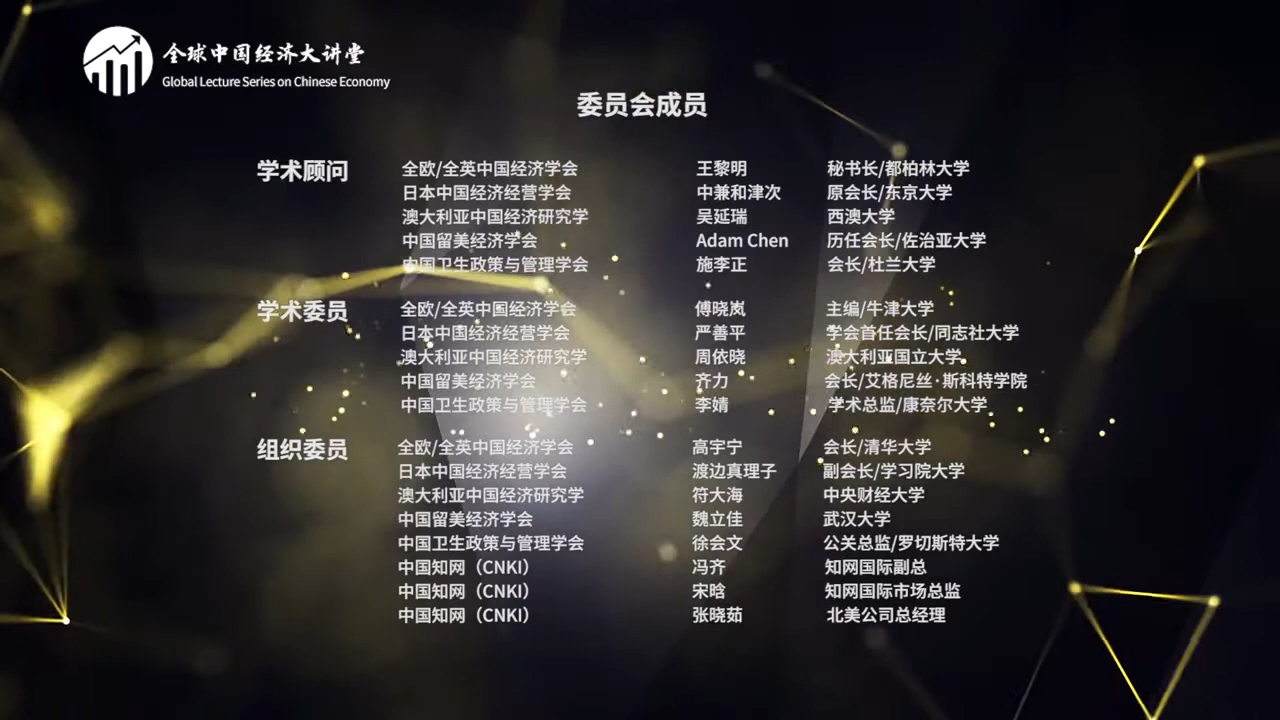 全球中国经济大讲堂
Global Lecture Series on Chinese Economy
委员会成员
学术顾问 全欧/全英中国经济学会 王黎明 秘书长/都柏林大学
日本中国经济经营学会 中兼和津次 原会长/东京大学
澳大利亚中国经济研究学 吴延瑞 西澳大学
中国留美经济学会 Adam Chen 历任会长/佐治亚大学
中国卫生政策与管理学会 施李正 会长/杜兰大学
学术委员 全欧/全英中国经济学会 傅晓岚 主编/牛津大学
日本中国经济经营学会 严善平 学会首任会长/同志社大学
澳大利亚中国经济研究学 周依晓 澳大利亚国立大学
中国留美经济学会 齐力 会长/艾格尼丝·斯科特学院
中国卫生政策与管理学会 李婧 学术总监/康奈尔大学
组织委员 全欧/全英中国经济学会 高宇宁 会长/清华大学
日本中国经济经营学会 渡边真理子 副会长/学习院大学
澳大利亚中国经济研究学 符大海 中央财经大学
中国留美经济学会 魏立佳 武汉大学
中国卫生政策与管理学会 徐会文 公关总监/罗切斯特大学
中国知网（CNKI） 冯齐 知网国际副总
中国知网（CNKI） 宋晗 知网国际市场总监
中国知网（CNKI） 张晓茹 北美公司总经理